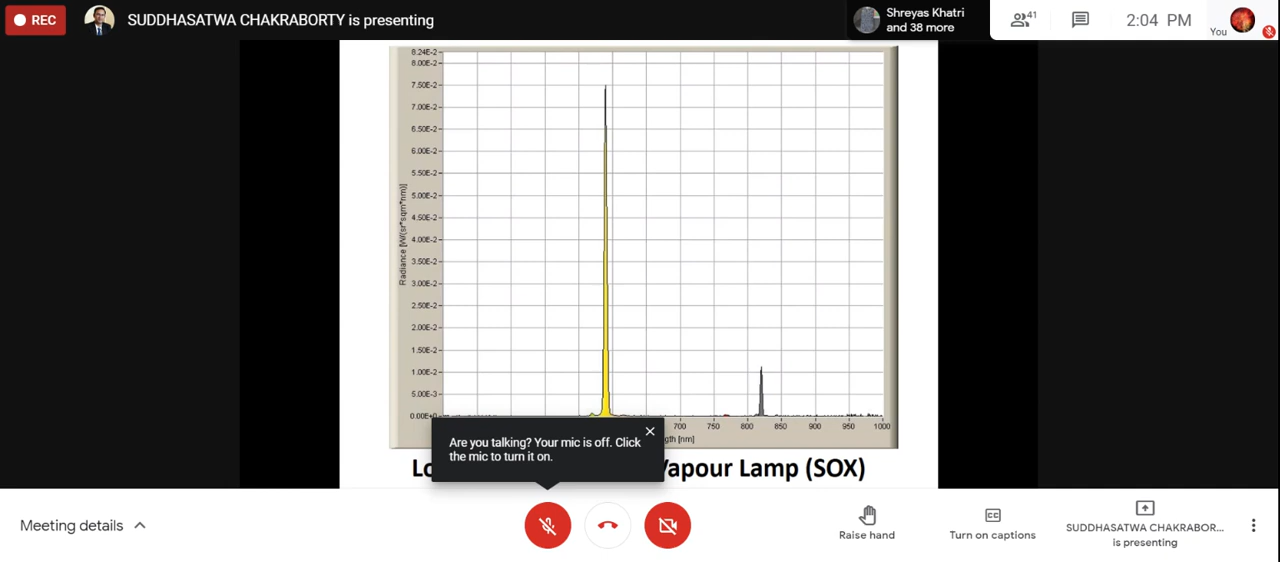 REC
SUDDHASATWA CHAKRABORTY is presenting
Shreyas Khatri
and 38 more
41
2:04 PM
You
8.24E-2
8.00E-2
7.50E-2
7.00E-2
6.50E-2
6.00E-2
5.50E-2
5.00E-2
4.50E-2
4.00E-2
3.50E-2
3.00E-2
2.50E-2
2.00E-2
1.50E-2
1.00E-2
5.00E-3
0.00E+0
Radiance [W/(sr*sqm*nm)]
700 750 800 850 900 950 1000
gth [nm]
Are you talking? Your mic is off. Click
the mic to turn it on.
Lo
Vapour Lamp (SOX)
Meeting details
Raise hand
CC
Turn on captions
SUDDHASATWA CHAKRABOR...
is presenting